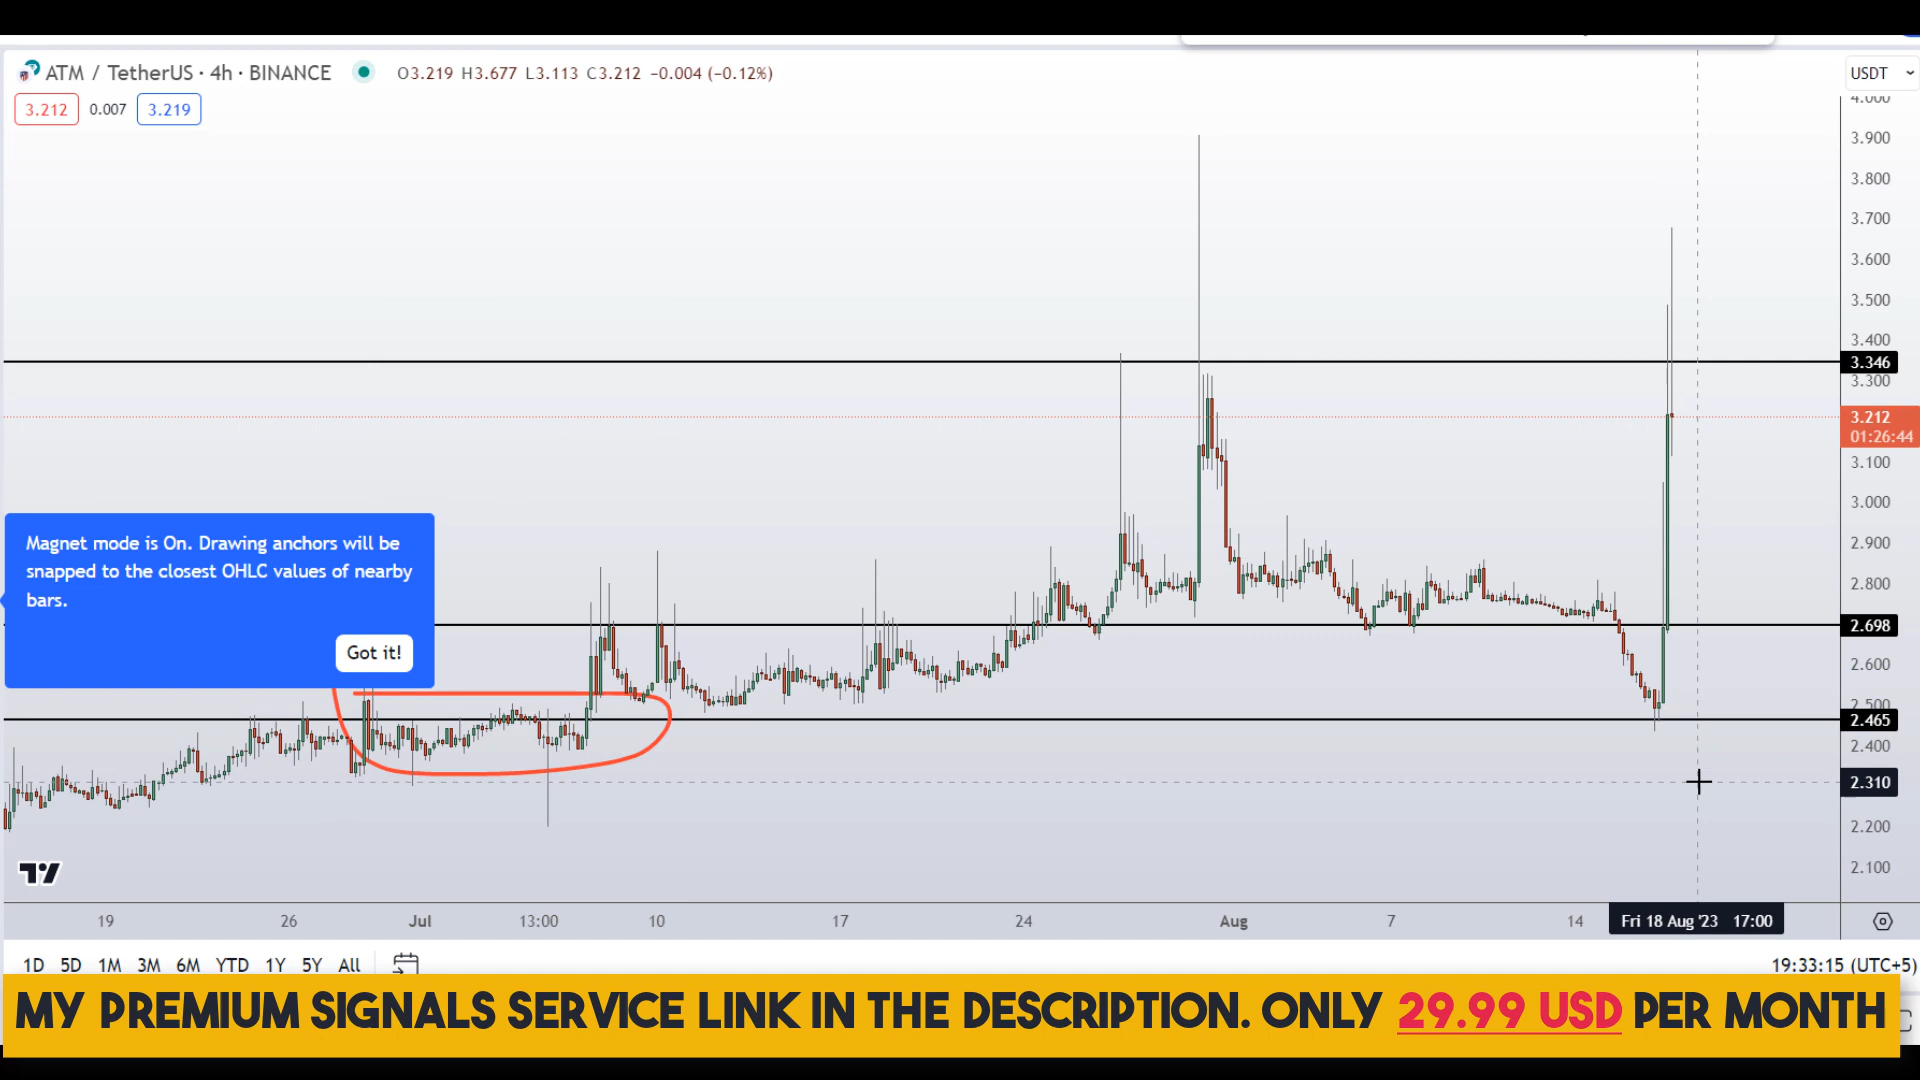 ATM / TetherUS · 4h · BINANCE O3.219 H3.677 L3.113 C3.212 −0.004 (−0.12%)
USDT
3.212 0.007 3.219
4.000
3.900
3.800
3.700
3.600
3.500
3.400
3.346
3.300
3.212
01:26:44
3.100
3.000
2.900
2.800
2.698
2.600
2.500
2.465
2.400
2.310
2.200
2.100
Magnet mode is On. Drawing anchors will be
snapped to the closest OHLC values of nearby
bars.
Got it!
19 26 Jul 13:00 10 17 24 Aug 7 14 Fri 18 Aug '23 17:00
1D 5D 1M 3M 6M YTD 1Y 5Y All
19:33:15 (UTC+5)
MY PREMIUM SIGNALS SERVICE LINK IN THE DESCRIPTION. ONLY 29.99 USD PER MONTH